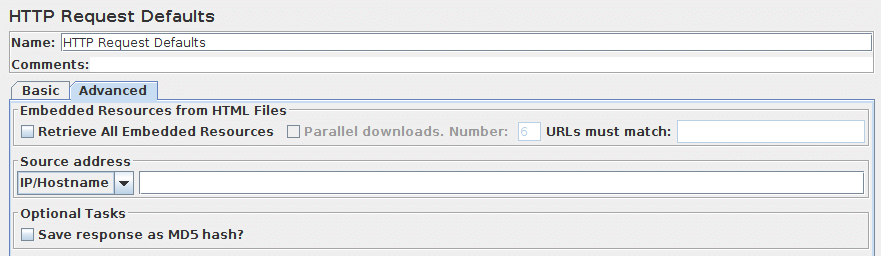 HTTP Request Defaults
Name: HTTP Request Defaults
Comments:
Basic Advanced
Embedded Resources from HTML Files
Retrieve All Embedded Resources Parallel downloads. Number: 6 URLs must match:
Source address
IP/Hostname
Optional Tasks
Save response as MD5 hash?